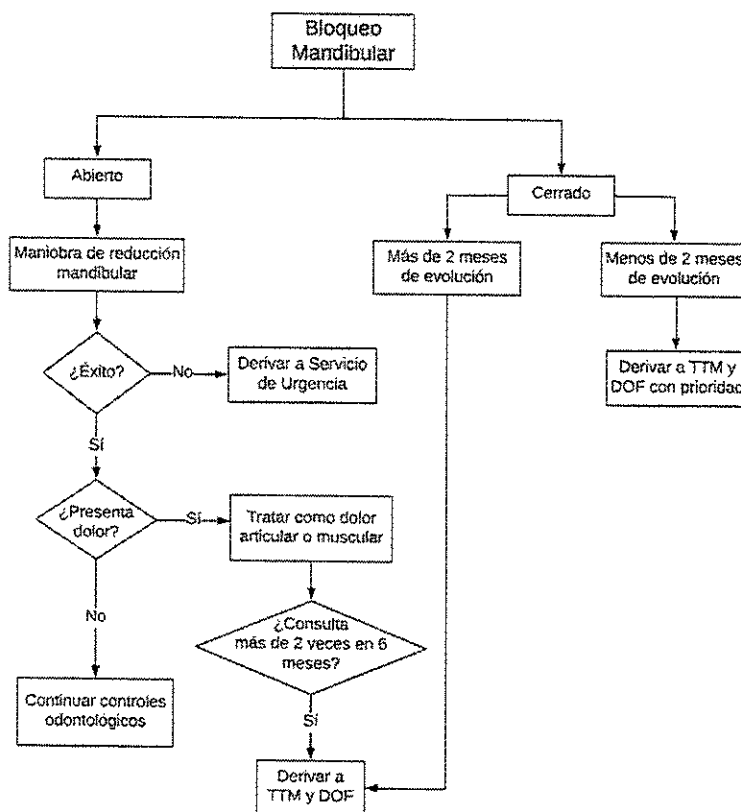 Bloqueo
Mandibular
Abierto
Cerrado
Maniobra de reducción
mandibular
Más de 2 meses
de evolución
Menos de 2 meses
de evolución
¿Éxito?
No
Derivar a Servicio
de Urgencia
Derivar a TTM y
DOF con prioridad
Sí
¿Presenta
dolor?
Sí
Tratar como dolor
articular o muscular
No
¿Consulta
más de 2 veces en 6
meses?
Continuar controles
odontológicos
Sí
Derivar a
TTM y DOF